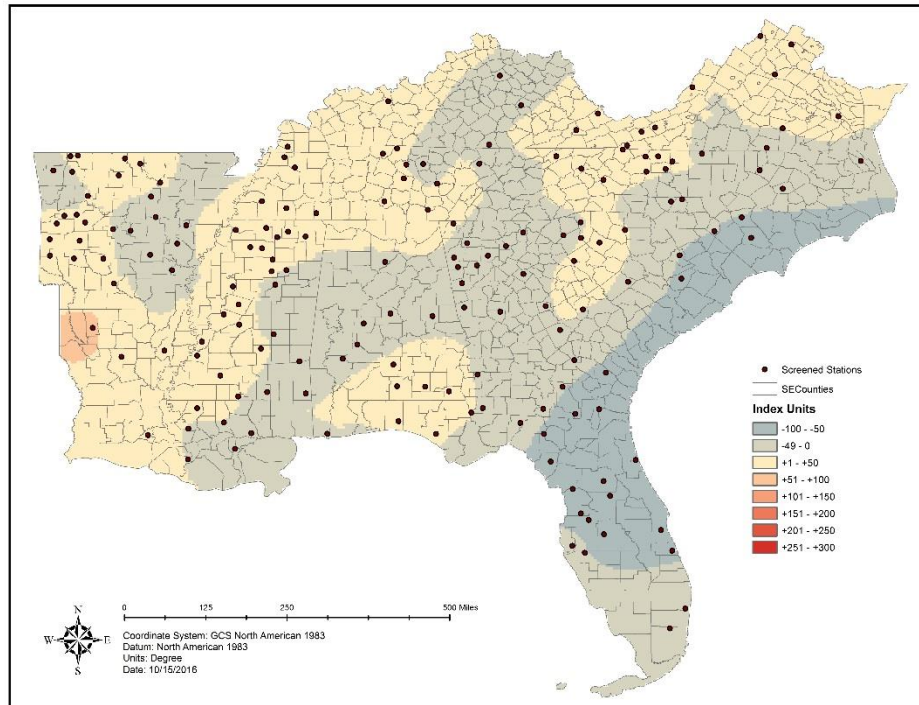 Screened Stations
SECounties
Index Units
-100 - -50
-49 - 0
+1 - +50
+51 - +100
+101 - +150
+151 - +200
+201 - +250
+251 - +300
0 125 250 500 Miles
N
W E
S
Coordinate System: GCS North American 1983
Datum: North American 1983
Units: Degree
Date: 10/15/2016